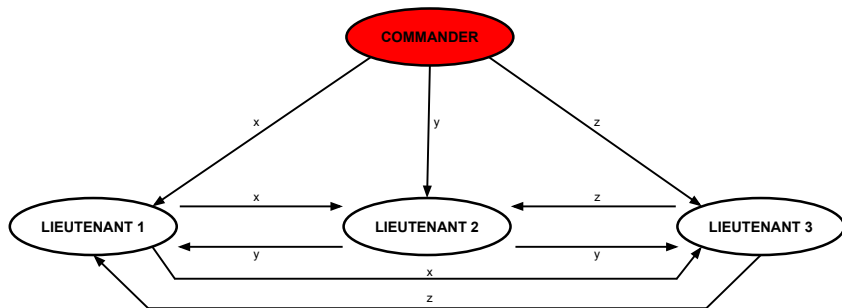 COMMANDER
x
y
z
x
z
LIEUTENANT 1
LIEUTENANT 2
LIEUTENANT 3
y
y
x
z